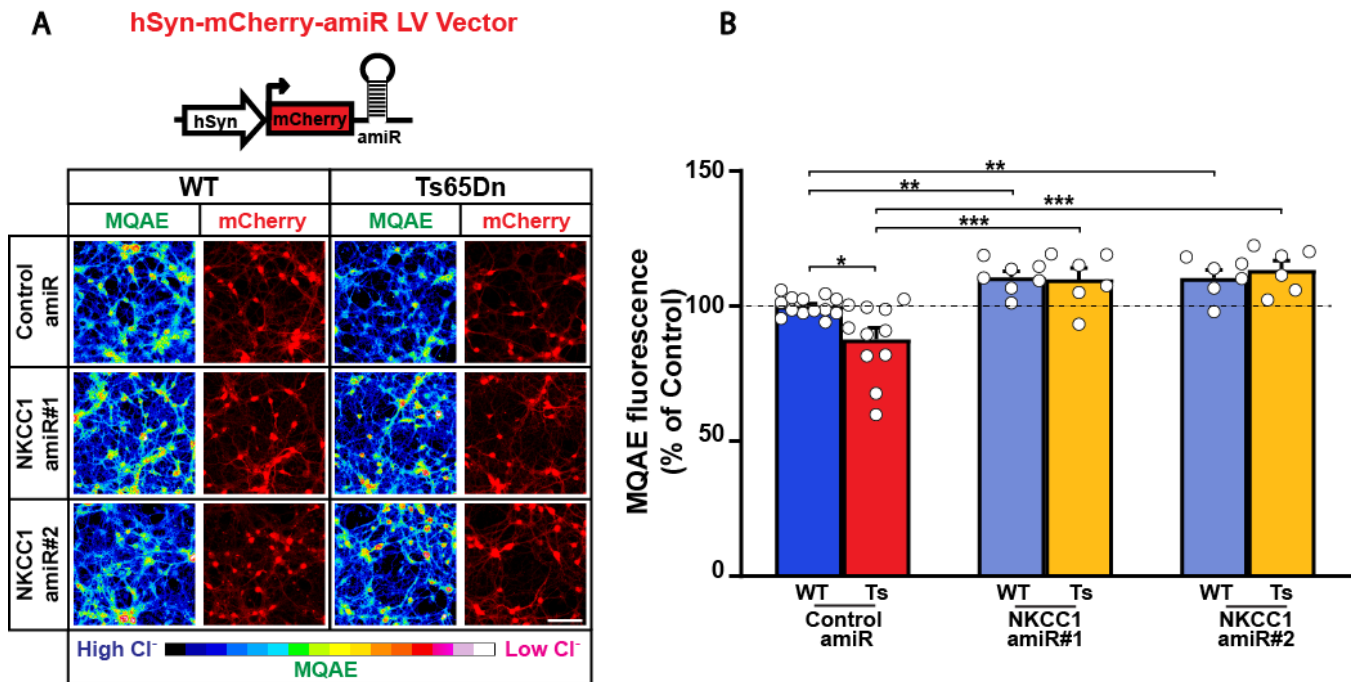 A
hSyn-mCherry-amiR LV Vector
hSyn
mCherry
amiR
WT Ts65Dn
MQAE mCherry MQAE mCherry
Control
amiR
NKCC1
amiR#1
NKCC1
amiR#2
High Cl⁻ Low Cl⁻
MQAE
B
MQAE fluorescence
(% of Control)
150
100
50
0
**
**
***
***
*
WT Ts WT Ts WT Ts
Control NKCC1 NKCC1
amiR amiR#1 amiR#2